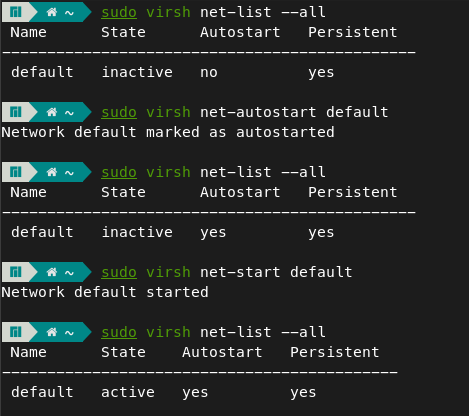 ~ sudo virsh net-list --all
Name State Autostart Persistent
----------------------------------------------
default inactive no yes
~ sudo virsh net-autostart default
Network default marked as autostarted
~ sudo virsh net-list --all
Name State Autostart Persistent
----------------------------------------------
default inactive yes yes
~ sudo virsh net-start default
Network default started
~ sudo virsh net-list --all
Name State Autostart Persistent
--------------------------------------------
default active yes yes